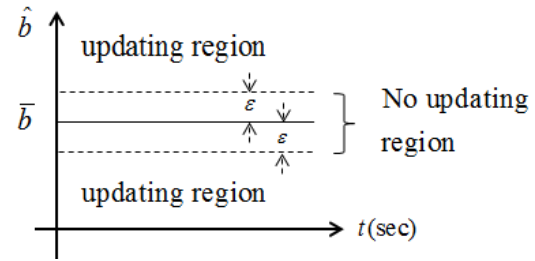 b̂
updating region
ε
b̄
ε
No updating
region
updating region
t(sec)